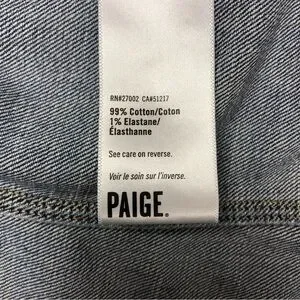 RN#27002 CA#51217
99% Cotton/Coton
1% Elastane/
Élasthanne
See care on reverse.
Voir le soin sur l'inverse.
PAIGE.